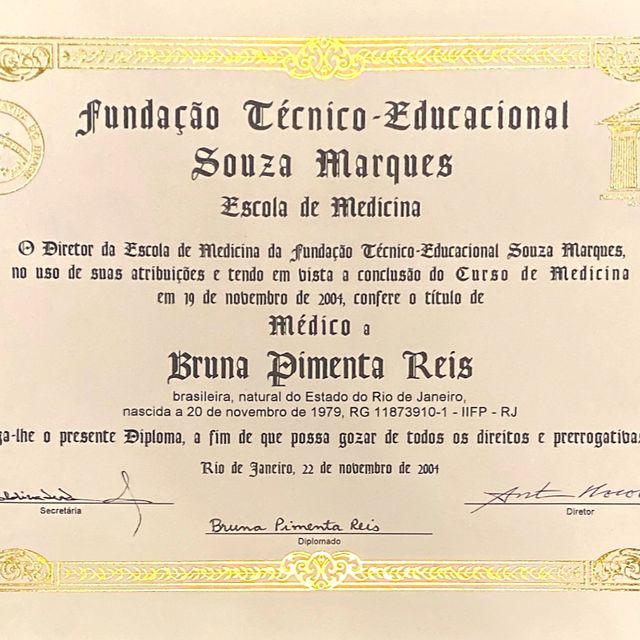 Fundação Técnico-Educacional
Souza Marques
Escola de Medicina
O Diretor da Escola de Medicina da Fundação Técnico-Educacional Souza Marques,
no uso de suas atribuições e tendo em vista a conclusão do Curso de Medicina
em 19 de novembro de 2004, confere o título de
Médico a
Bruna Pimenta Reis
brasileira, natural do Estado do Rio de Janeiro,
nascida a 20 de novembro de 1979, RG 11873910-1 - IIFP - RJ
ga-lhe o presente Diploma, a fim de que possa gozar de todos os direitos e prerrogativas
Rio de Janeiro, 22 de novembro de 2004
Secretária
Diretor
Bruna Pimenta Reis
Diplomado